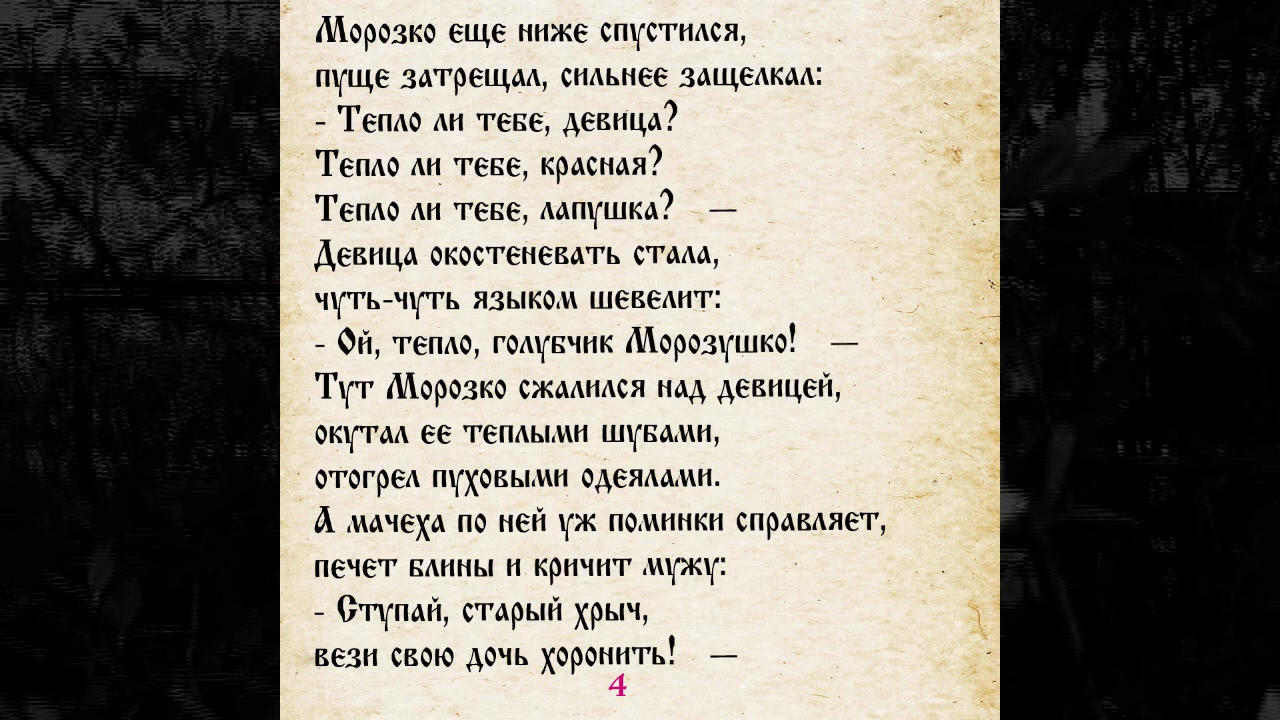 Морозко еще ниже спустился,
пуще затрещал, сильнее защелкал:
- Тепло ли тебе, девица?
Тепло ли тебе, красная?
Тепло ли тебе, лапушка? —
Девица окостеневать стала,
чуть-чуть языком шевелит:
- Ой, тепло, голубчик Морозушко! —
Тут Морозко сжалился над девицей,
окутал ее теплыми шубами,
отогрел пуховыми одеялами.
А мачеха по ней уж поминки справляет,
печет блины и кричит мужу:
- Ступай, старый хрыч,
вези свою дочь хоронить! —
4